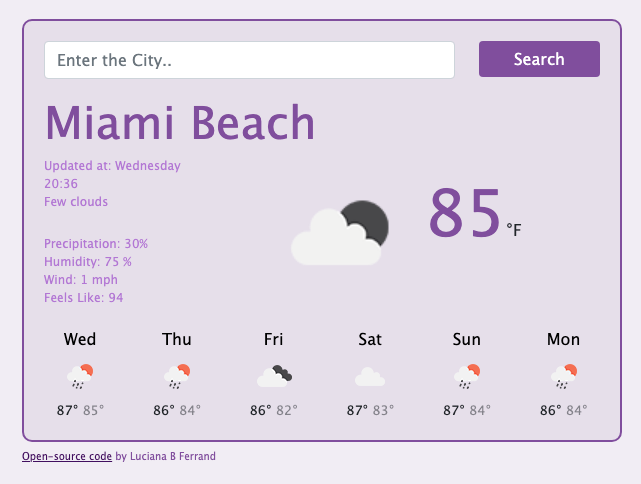 Enter the City..
Search
Miami Beach
Updated at: Wednesday
20:36
Few clouds
85 °F
Precipitation: 30%
Humidity: 75 %
Wind: 1 mph
Feels Like: 94
Wed Thu Fri Sat Sun Mon
87° 85° 86° 84° 86° 82° 87° 83° 87° 84° 86° 84°
Open-source code by Luciana B Ferrand